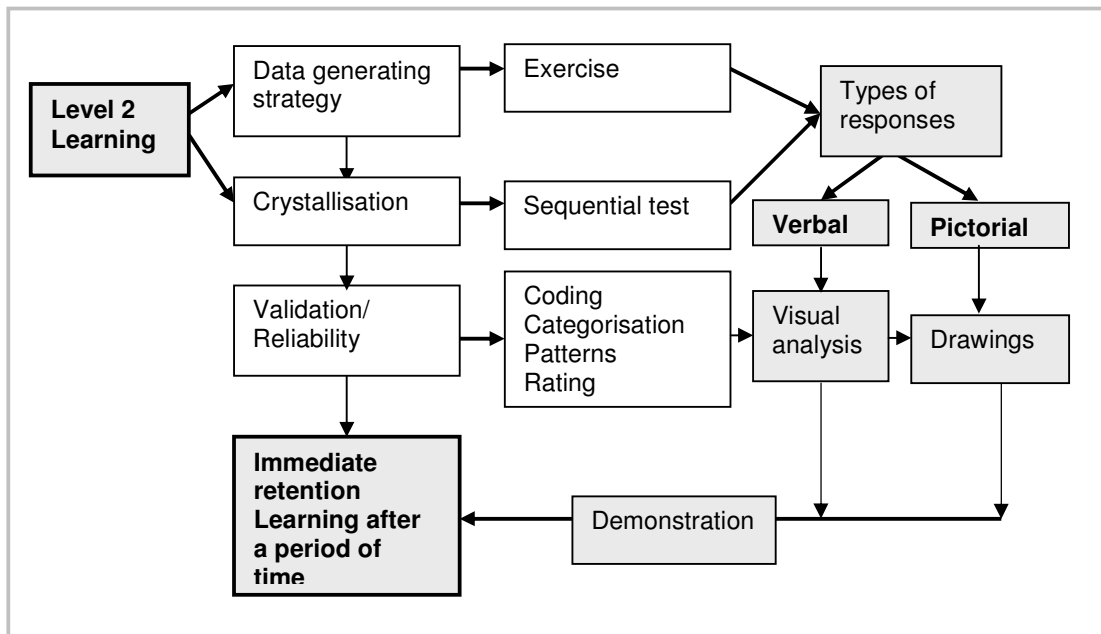 Level 2
Learning
Data generating
strategy
Exercise
Types of
responses
Crystallisation
Sequential test
Verbal
Pictorial
Validation/
Reliability
Coding
Categorisation
Patterns
Rating
Visual
analysis
Drawings
Immediate
retention
Learning after
a period of
time
Demonstration